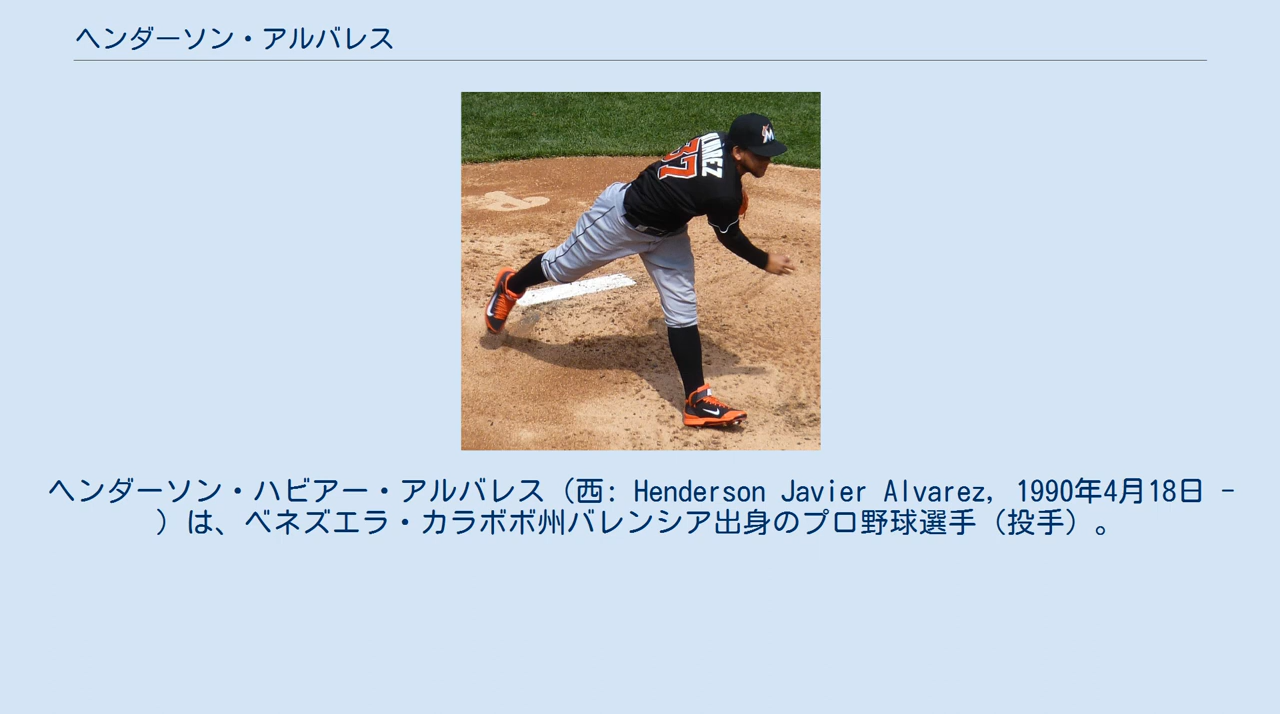 ヘンダーソン・アルバレス
37
ヘンダーソン・ハビアー・アルバレス（西: Henderson Javier Alvarez, 1990年4月18日 -
）は、ベネズエラ・カラボボ州バレンシア出身のプロ野球選手（投手）。